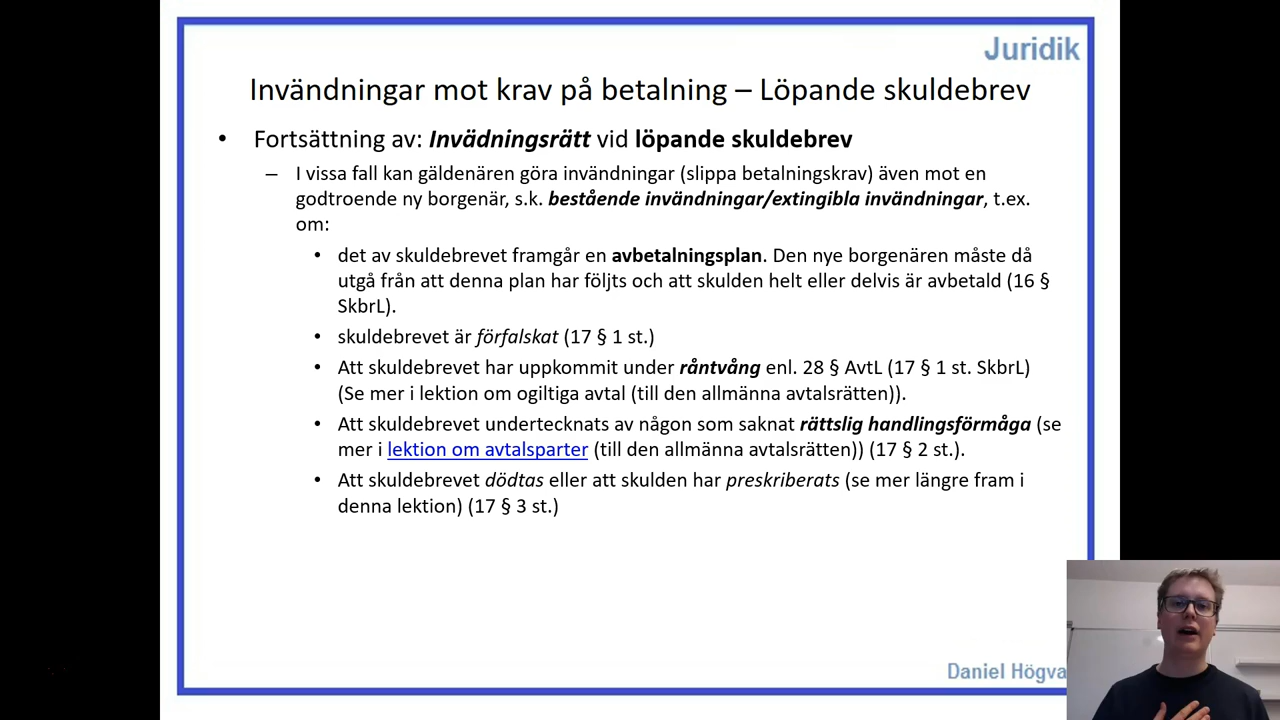 Juridik
Invändningar mot krav på betalning – Löpande skuldebrev
• Fortsättning av: Invädningsrätt vid löpande skuldebrev
– I vissa fall kan gäldenären göra invändningar (slippa betalningskrav) även mot en
godtroende ny borgenär, s.k. bestående invändningar/extingibla invändningar, t.ex.
om:
• det av skuldebrevet framgår en avbetalningsplan. Den nye borgenären måste då
utgå från att denna plan har följts och att skulden helt eller delvis är avbetald (16 §
SkbrL).
• skuldebrevet är förfalskat (17 § 1 st.)
• Att skuldebrevet har uppkommit under råntvång enl. 28 § AvtL (17 § 1 st. SkbrL)
(Se mer i lektion om ogiltiga avtal (till den allmänna avtalsrätten)).
• Att skuldebrevet undertecknats av någon som saknat rättslig handlingsförmåga (se
mer i lektion om avtalsparter (till den allmänna avtalsrätten)) (17 § 2 st.).
• Att skuldebrevet dödtas eller att skulden har preskriberats (se mer längre fram i
denna lektion) (17 § 3 st.)
Daniel Högva